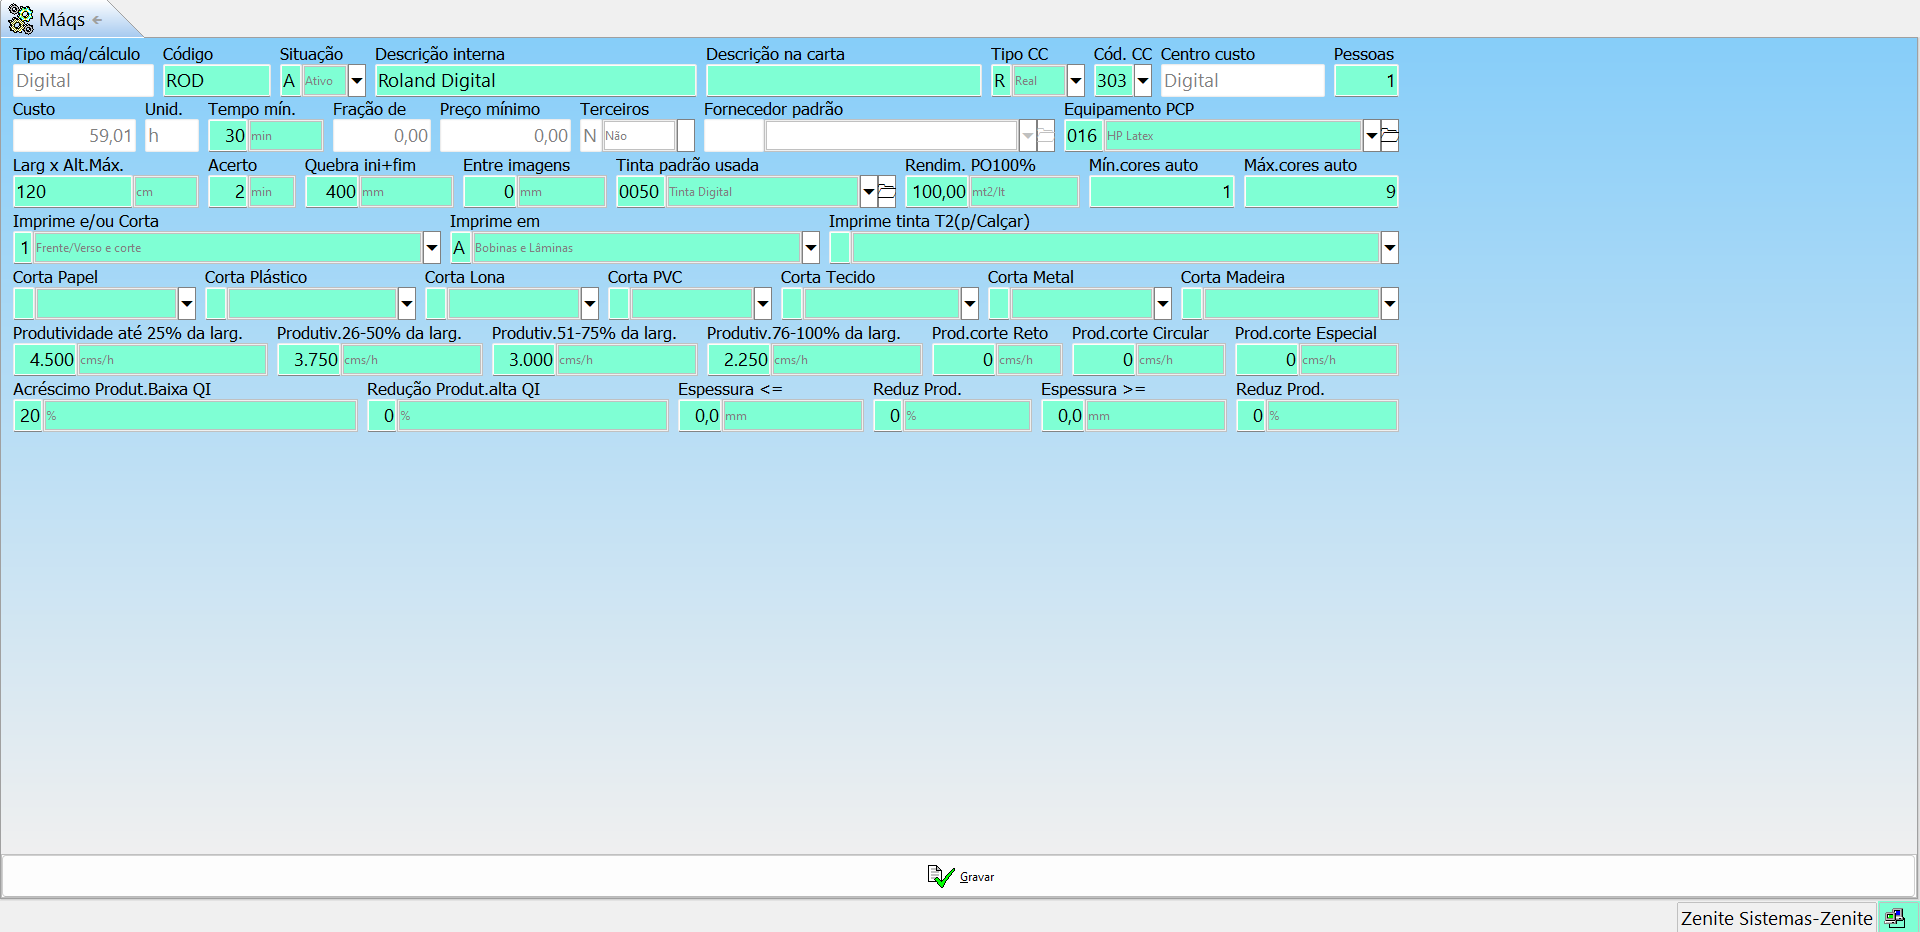 Máqs
Tipo máq/cálculo Código Situação Descrição interna Descrição na carta Tipo CC Cód. CC Centro custo Pessoas
Digital ROD A Ativo Roland Digital R Real 303 Digital 1
Custo Unid. Tempo mín. Fração de Preço mínimo Terceiros Fornecedor padrão Equipamento PCP
59,01 h 30 min 0,00 0,00 N Não 016 HP Latex
Larg x Alt.Máx. Acerto Quebra ini+fim Entre imagens Tinta padrão usada Rendim. PO100% Mín.cores auto Máx.cores auto
120 cm 2 min 400 mm 0 mm 0050 Tinta Digital 100,00 mt2/lt 1 9
Imprime e/ou Corta Imprime em Imprime tinta T2(p/Calçar)
1 Frente/Verso e corte A Bobinas e Lâminas
Corta Papel Corta Plástico Corta Lona Corta PVC Corta Tecido Corta Metal Corta Madeira
Produtividade até 25% da larg. Produtiv.26-50% da larg. Produtiv.51-75% da larg. Produtiv.76-100% da larg. Prod.corte Reto Prod.corte Circular Prod.corte Especial
4.500 cms/h 3.750 cms/h 3.000 cms/h 2.250 cms/h 0 cms/h 0 cms/h 0 cms/h
Acréscimo Produt.Baixa QI Redução Produt.alta QI Espessura <= Reduz Prod. Espessura >= Reduz Prod.
20 % 0 % 0,0 mm 0 % 0,0 mm 0 %
Gravar
Zenite Sistemas-Zenite